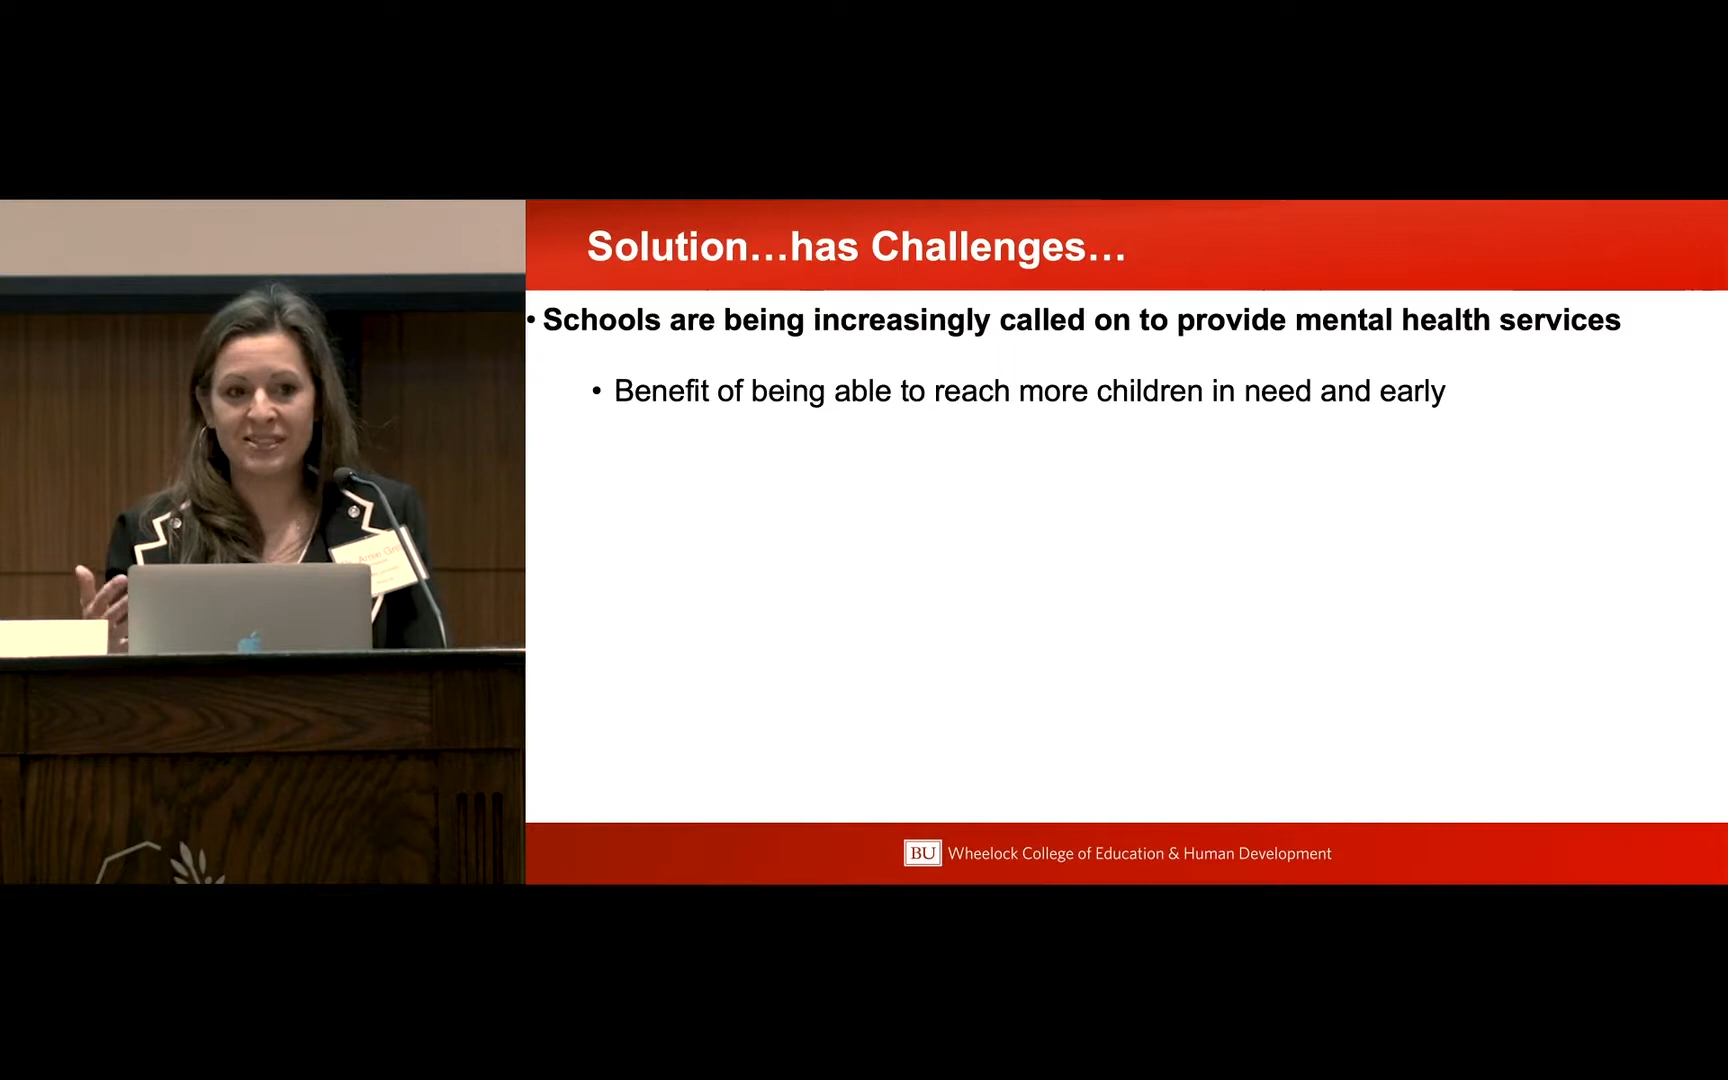 Solution…has Challenges…
• Schools are being increasingly called on to provide mental health services
• Benefit of being able to reach more children in need and early
BU Wheelock College of Education & Human Development